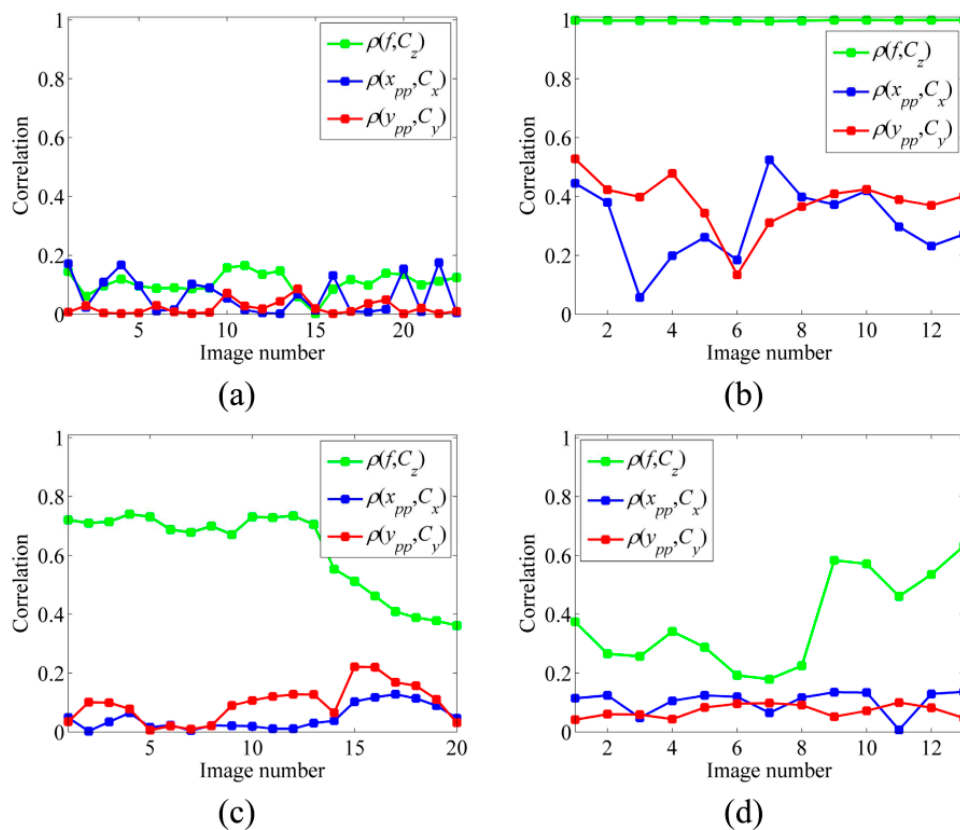 1
0.8
0.6
0.4
0.2
0
Correlation
5 10 15 20
Image number
ρ(f,C_z)
ρ(x_pp,C_x)
ρ(y_pp,C_y)
(a)
1
0.8
0.6
0.4
0.2
0
Correlation
2 4 6 8 10 12
Image number
ρ(f,C_z)
ρ(x_pp,C_x)
ρ(y_pp,C_y)
(b)
1
0.8
0.6
0.4
0.2
0
Correlation
5 10 15 20
Image number
ρ(f,C_z)
ρ(x_pp,C_x)
ρ(y_pp,C_y)
(c)
1
0.8
0.6
0.4
0.2
0
Correlation
2 4 6 8 10 12
Image number
ρ(f,C_z)
ρ(x_pp,C_x)
ρ(y_pp,C_y)
(d)